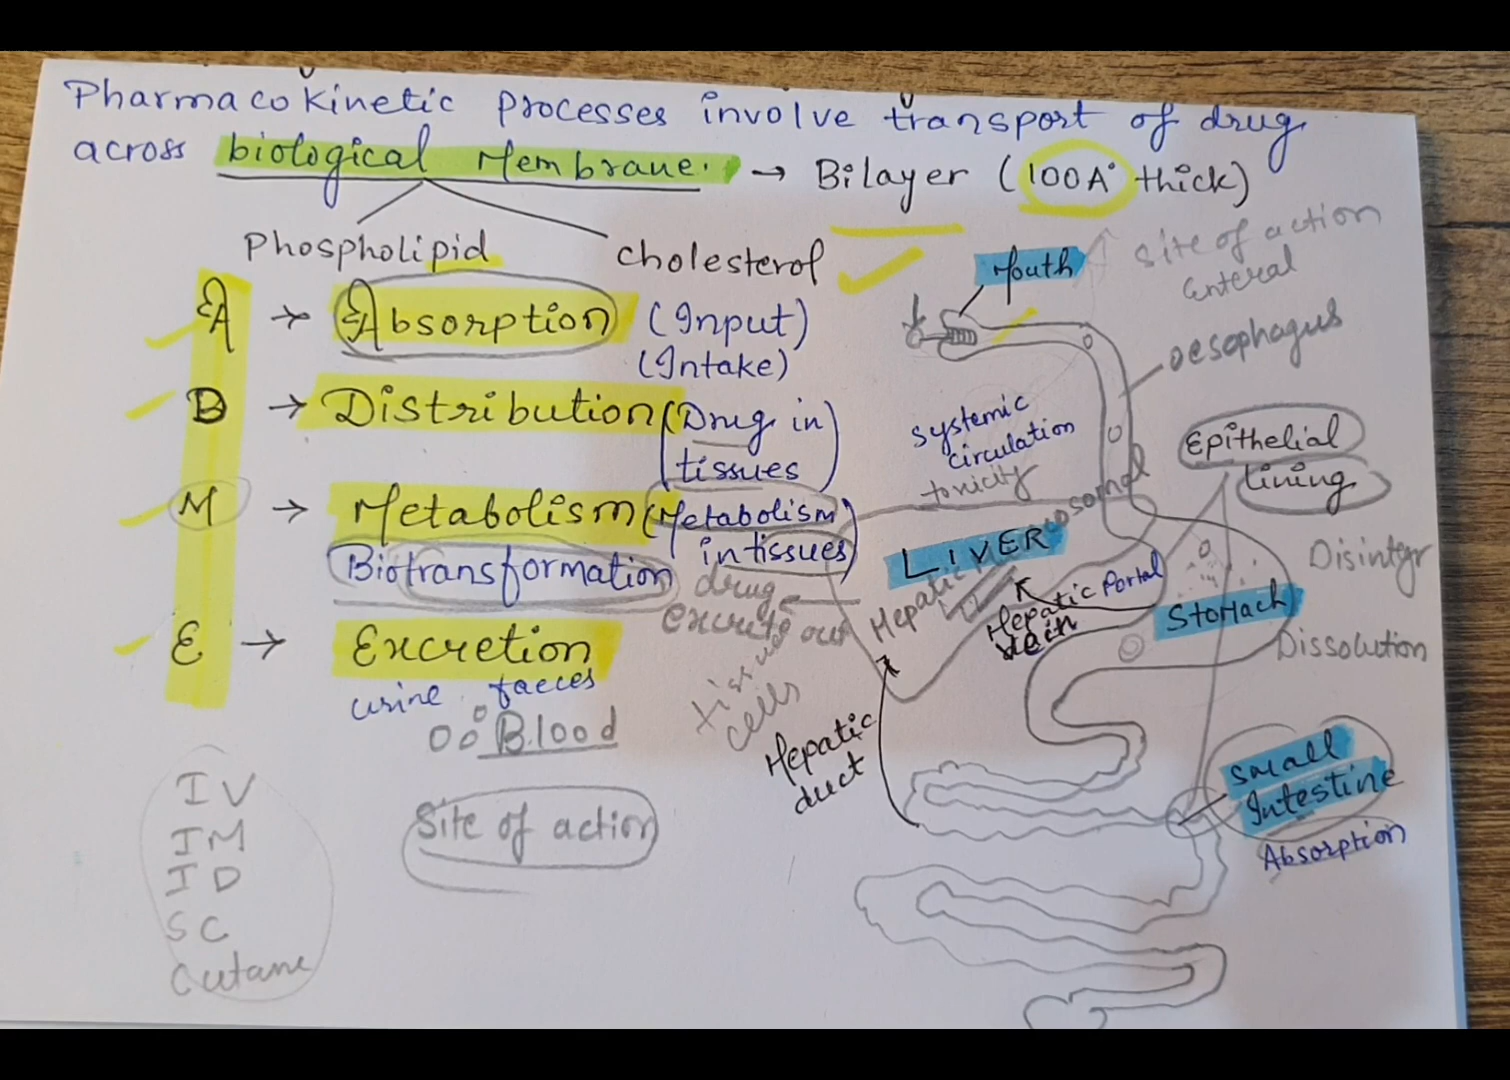 Pharmacokinetic processes involve transport of drug
across biological Membrane. → Bilayer (100A° thick)
Phospholipid
cholesterol
A → Absorption (Input)
(Intake)
D → Distribution (Drug in
tissues)
M → Metabolism (Metabolism
in tissues)
Biotransformation
E → Excretion
urine faeces
Blood
Site of action
IV
IM
ID
SC
Cutane
Mouth
site of action
enteral
oesophagus
systemic
circulation
toxicity
Epithelial
lining
LIVER
Hepatic
Hepatic Portal
vein
drug
excrete out
tissue
cells
Hepatic
duct
Stomach
Disintgr
Dissolution
Small
Intestine
Absorption